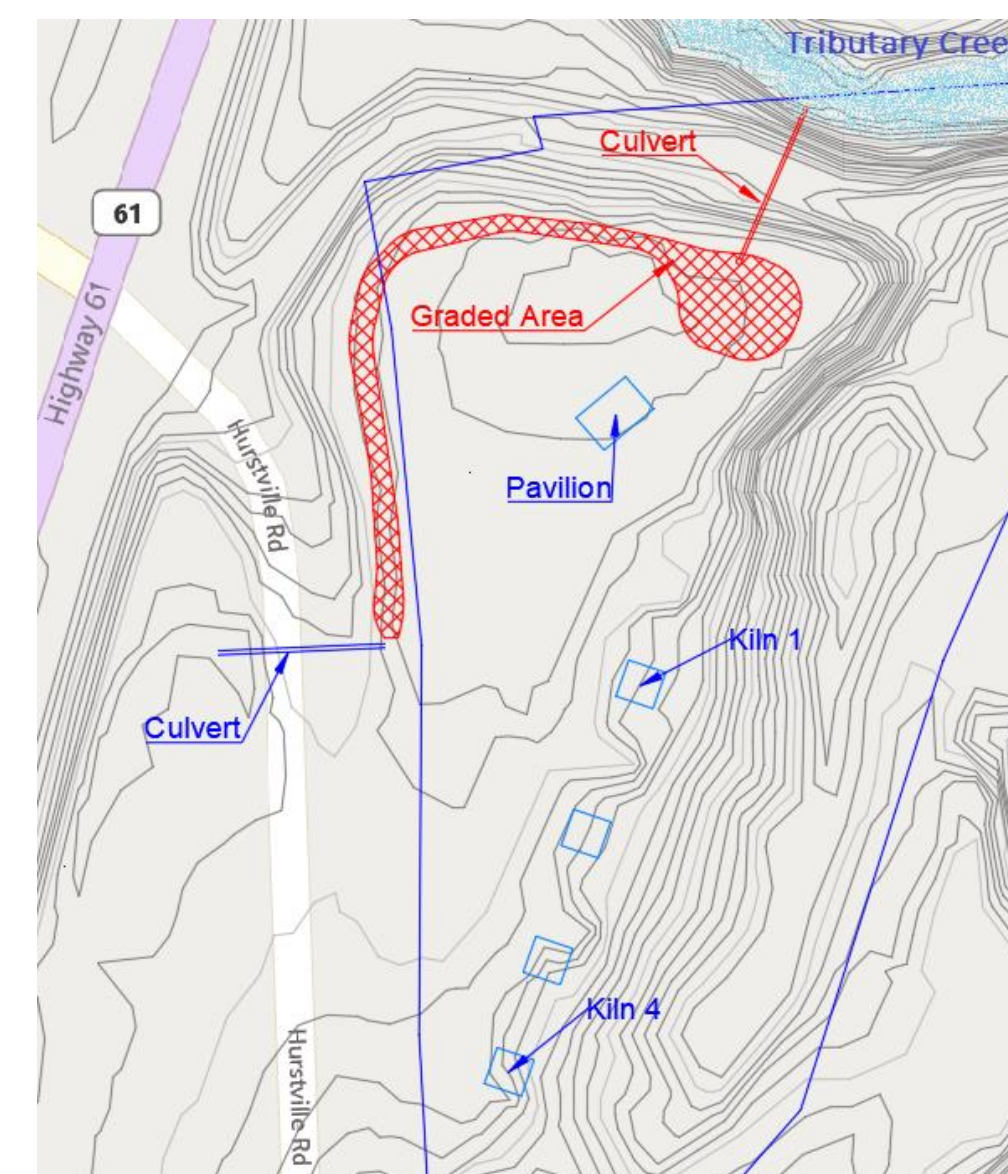 Tributary Cree
Culvert
61
Highway 61
Graded Area
Hurstville Rd
Pavilion
Kiln 1
Culvert
Kiln 4
Hurstville Rd